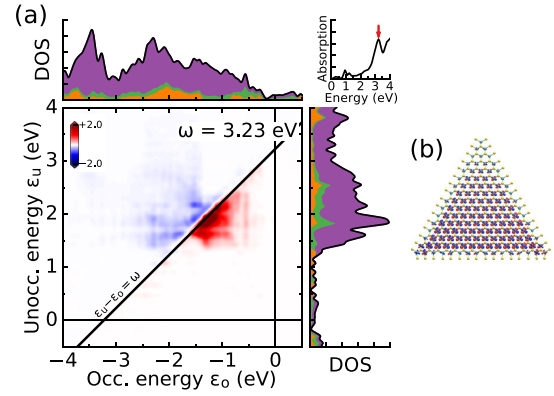 (a)
DOS
Absorption
0 1 2 3 4
Energy (eV)
4
3
2
1
0
Unocc. energy εu (eV)
+2.0
−2.0
ω = 3.23 eV
εu−εo = ω
−4 −3 −2 −1 0
Occ. energy εo (eV)
DOS
(b)